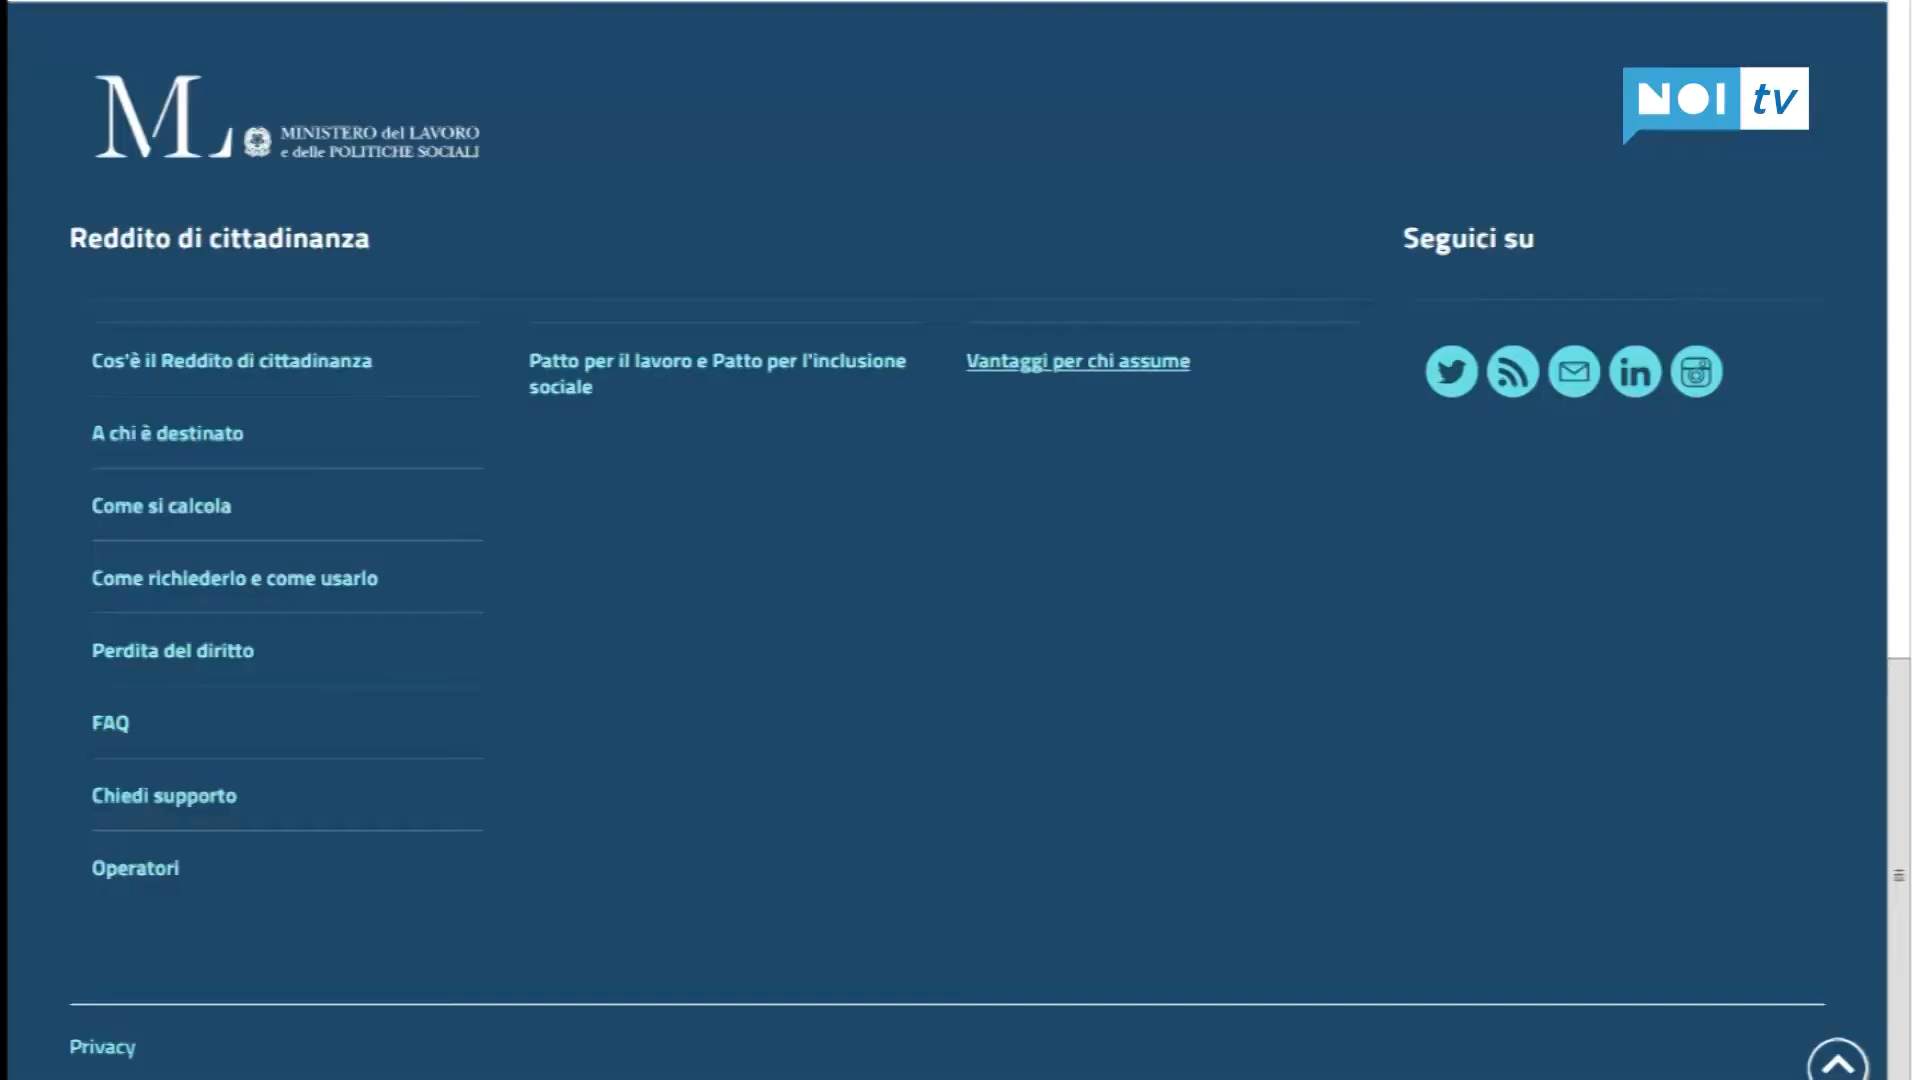 ML
MINISTERO del LAVORO
e delle POLITICHE SOCIALI
NOI tv
Reddito di cittadinanza
Seguici su
Cos'è il Reddito di cittadinanza
A chi è destinato
Come si calcola
Come richiederlo e come usarlo
Perdita del diritto
FAQ
Chiedi supporto
Operatori
Patto per il lavoro e Patto per l'inclusione
sociale
Vantaggi per chi assume
in
Privacy